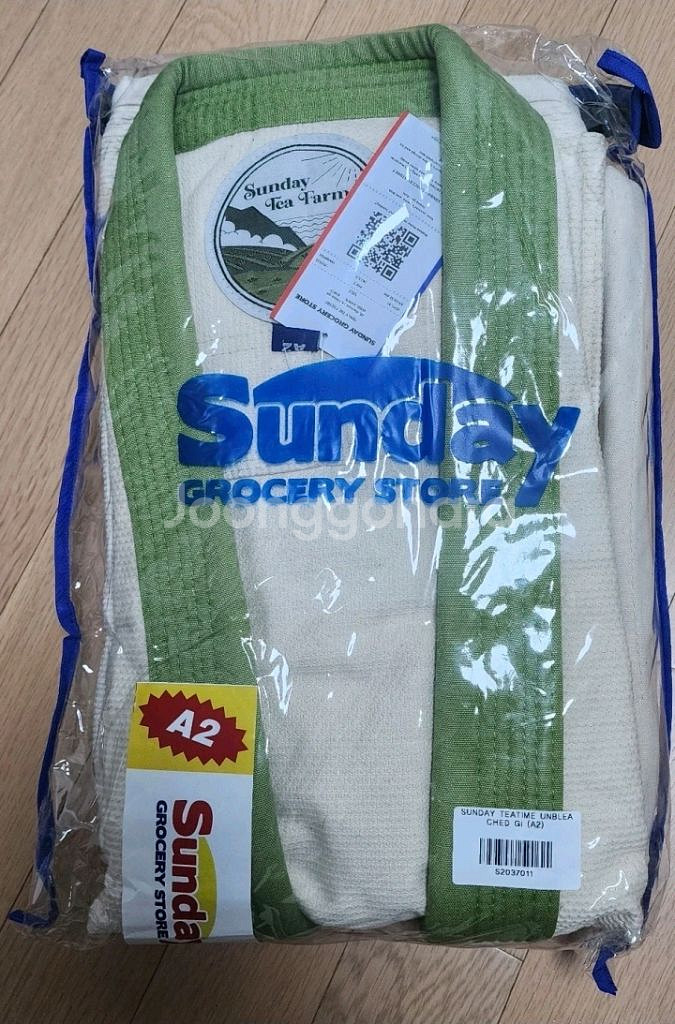 Sunday
Tea Farm
SUNDAY GROCERY STORE
A2
Sunday
GROCERY STORE
Joonggonara
A2
Sunday
GROCERY STORE
SUNDAY TEATIME UNBLEA
CHED GI (A2)
S2037011